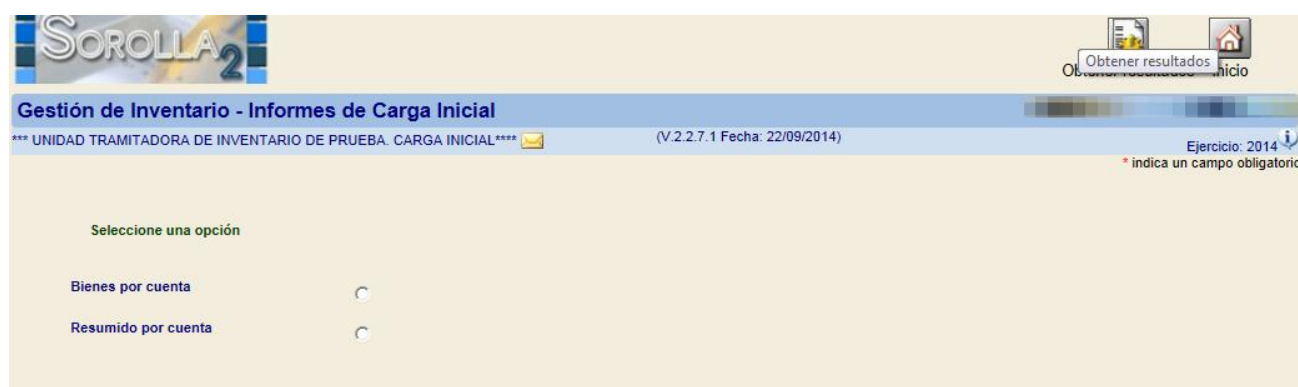 SOROLLA2
Obtener resultados
Inicio
Gestión de Inventario - Informes de Carga Inicial
*** UNIDAD TRAMITADORA DE INVENTARIO DE PRUEBA. CARGA INICIAL****
(V.2.2.7.1 Fecha: 22/09/2014)
Ejercicio: 2014
* indica un campo obligatorio
Seleccione una opción
Bienes por cuenta
Resumido por cuenta